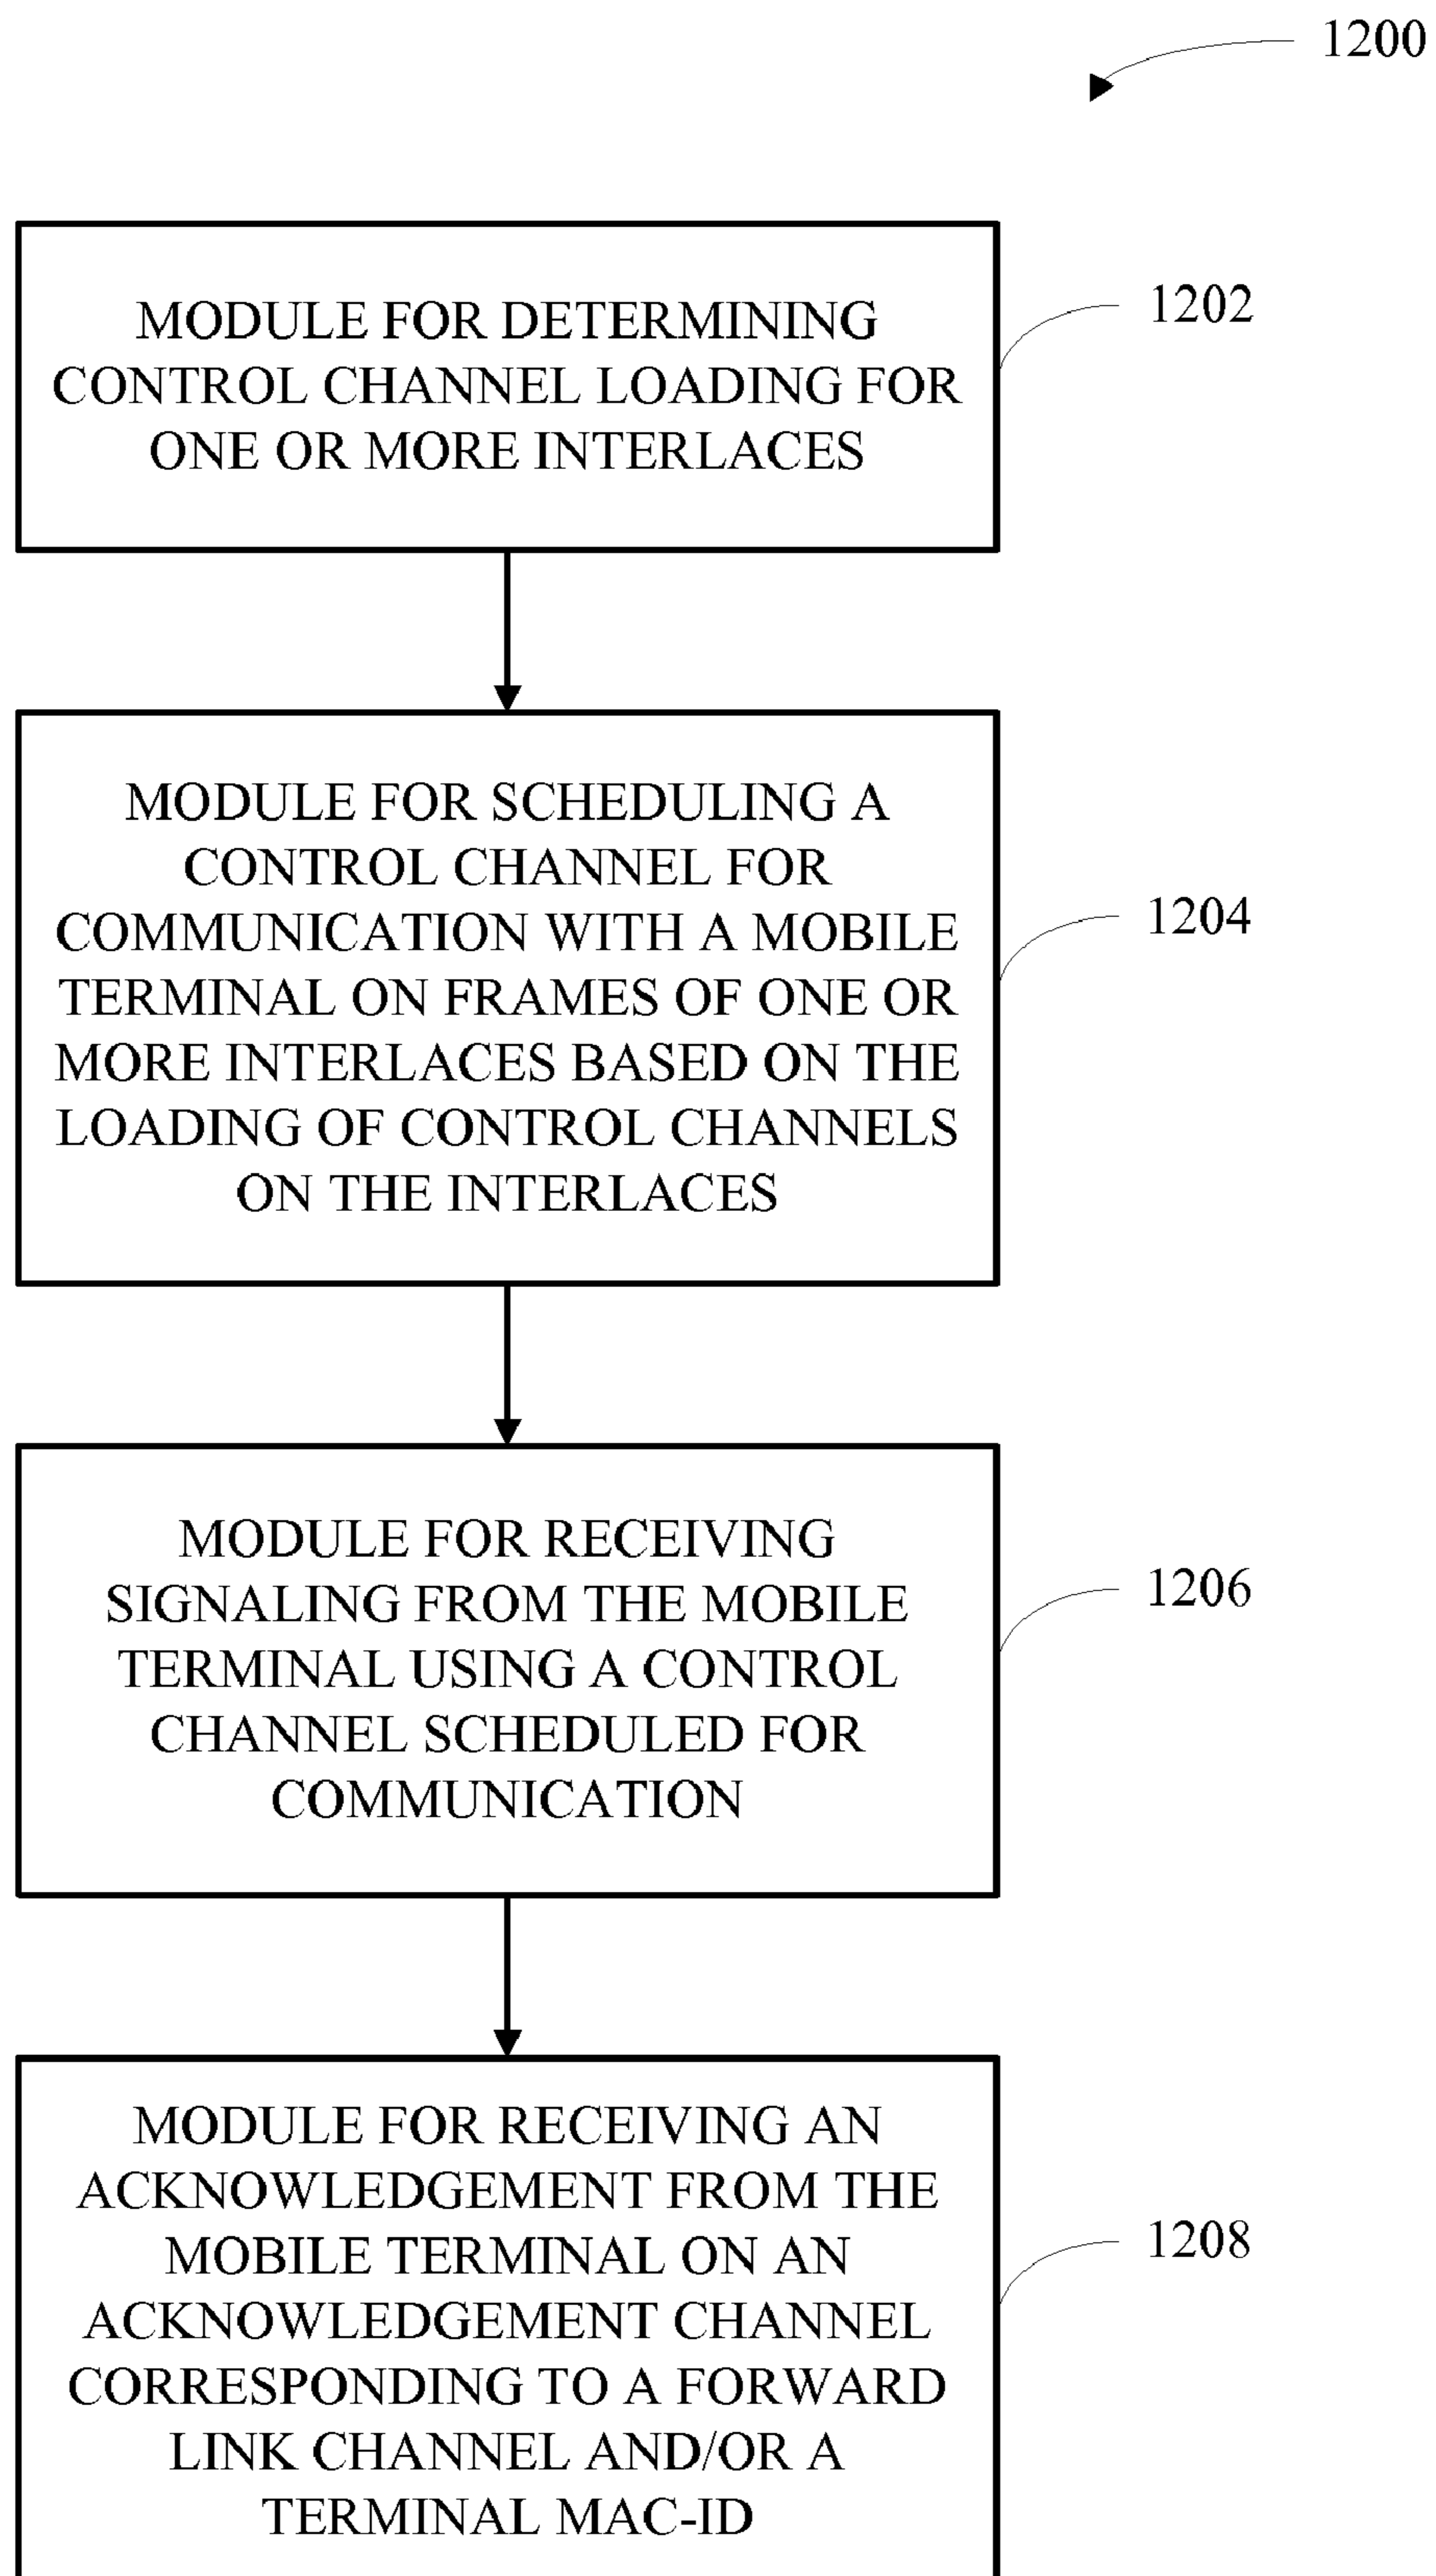 1200
MODULE FOR DETERMINING
CONTROL CHANNEL LOADING FOR
ONE OR MORE INTERLACES
1202
MODULE FOR SCHEDULING A
CONTROL CHANNEL FOR
COMMUNICATION WITH A MOBILE
TERMINAL ON FRAMES OF ONE OR
MORE INTERLACES BASED ON THE
LOADING OF CONTROL CHANNELS
ON THE INTERLACES
1204
MODULE FOR RECEIVING
SIGNALING FROM THE MOBILE
TERMINAL USING A CONTROL
CHANNEL SCHEDULED FOR
COMMUNICATION
1206
MODULE FOR RECEIVING AN
ACKNOWLEDGEMENT FROM THE
MOBILE TERMINAL ON AN
ACKNOWLEDGEMENT CHANNEL
CORRESPONDING TO A FORWARD
LINK CHANNEL AND/OR A
TERMINAL MAC-ID
1208